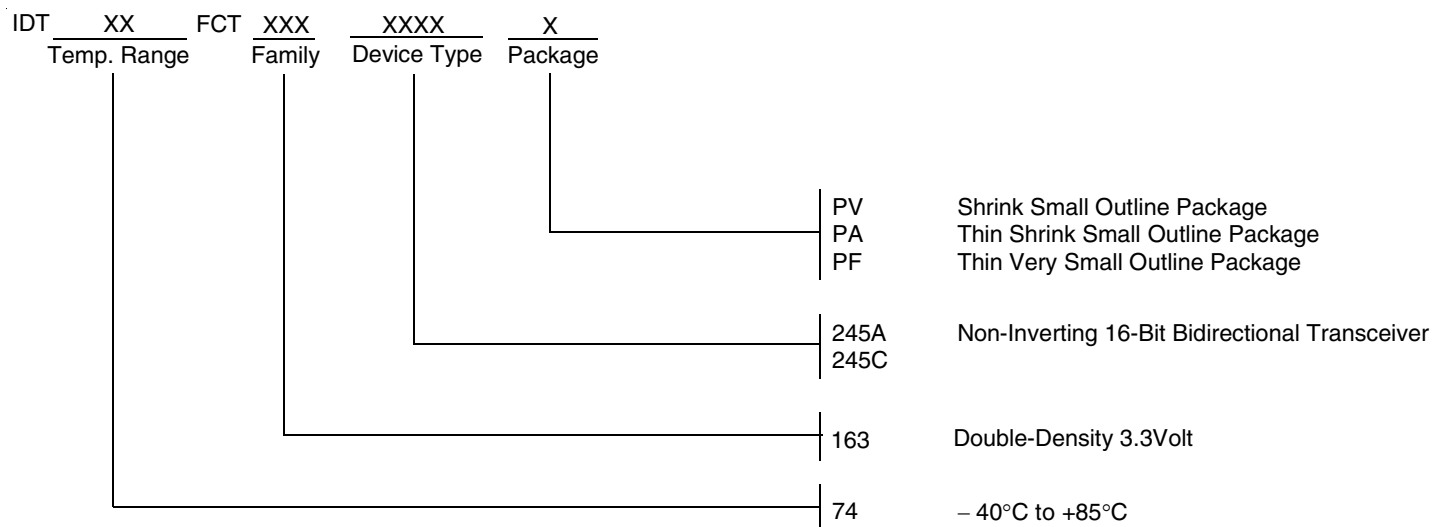 IDT XX FCT XXX XXXX X
Temp. Range Family Device Type Package
PV Shrink Small Outline Package
PA Thin Shrink Small Outline Package
PF Thin Very Small Outline Package
245A Non-Inverting 16-Bit Bidirectional Transceiver
245C
163 Double-Density 3.3Volt
74 – 40°C to +85°C